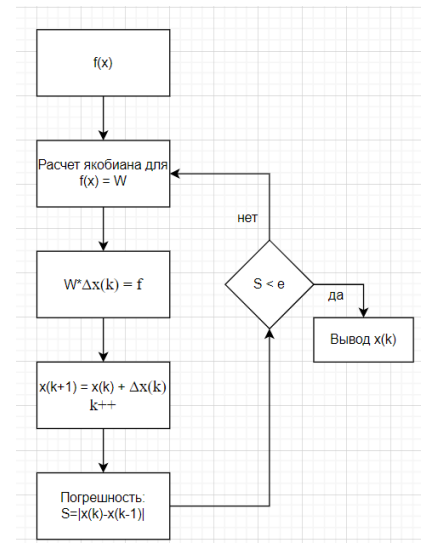 f(x)
Расчет якобиана для
f(x) = W
W*Δx(k) = f
x(k+1) = x(k) + Δx(k)
k++
Погрешность:
S=|x(k)-x(k-1)|
нет
S < e
да
Вывод x(k)